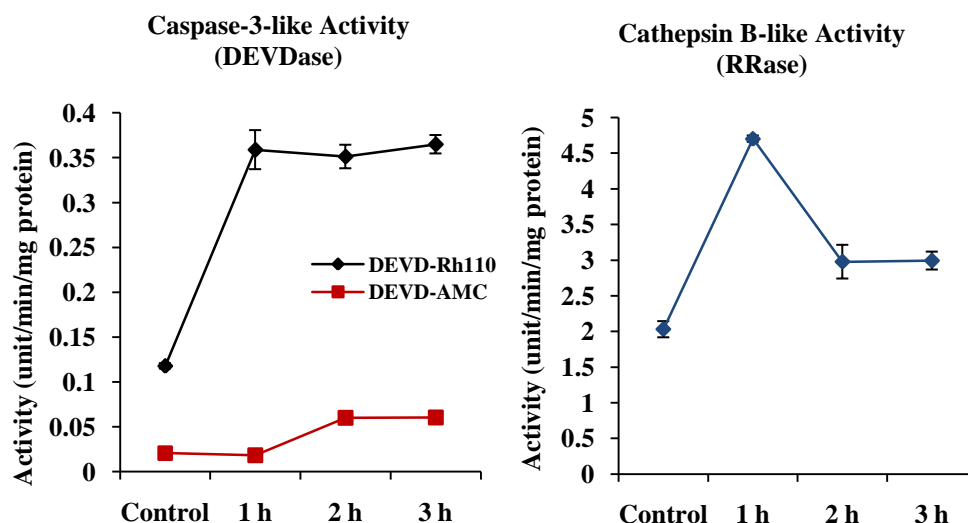 Caspase-3-like Activity
(DEVDase)
Activity (unit/min/mg protein)
0.4
0.35
0.3
0.25
0.2
0.15
0.1
0.05
0
DEVD-Rh110
DEVD-AMC
Control 1 h 2 h 3 h
Cathepsin B-like Activity
(RRase)
Activity (unit/min/mg protein)
5
4.5
4
3.5
3
2.5
2
1.5
1
0.5
0
Control 1 h 2 h 3 h